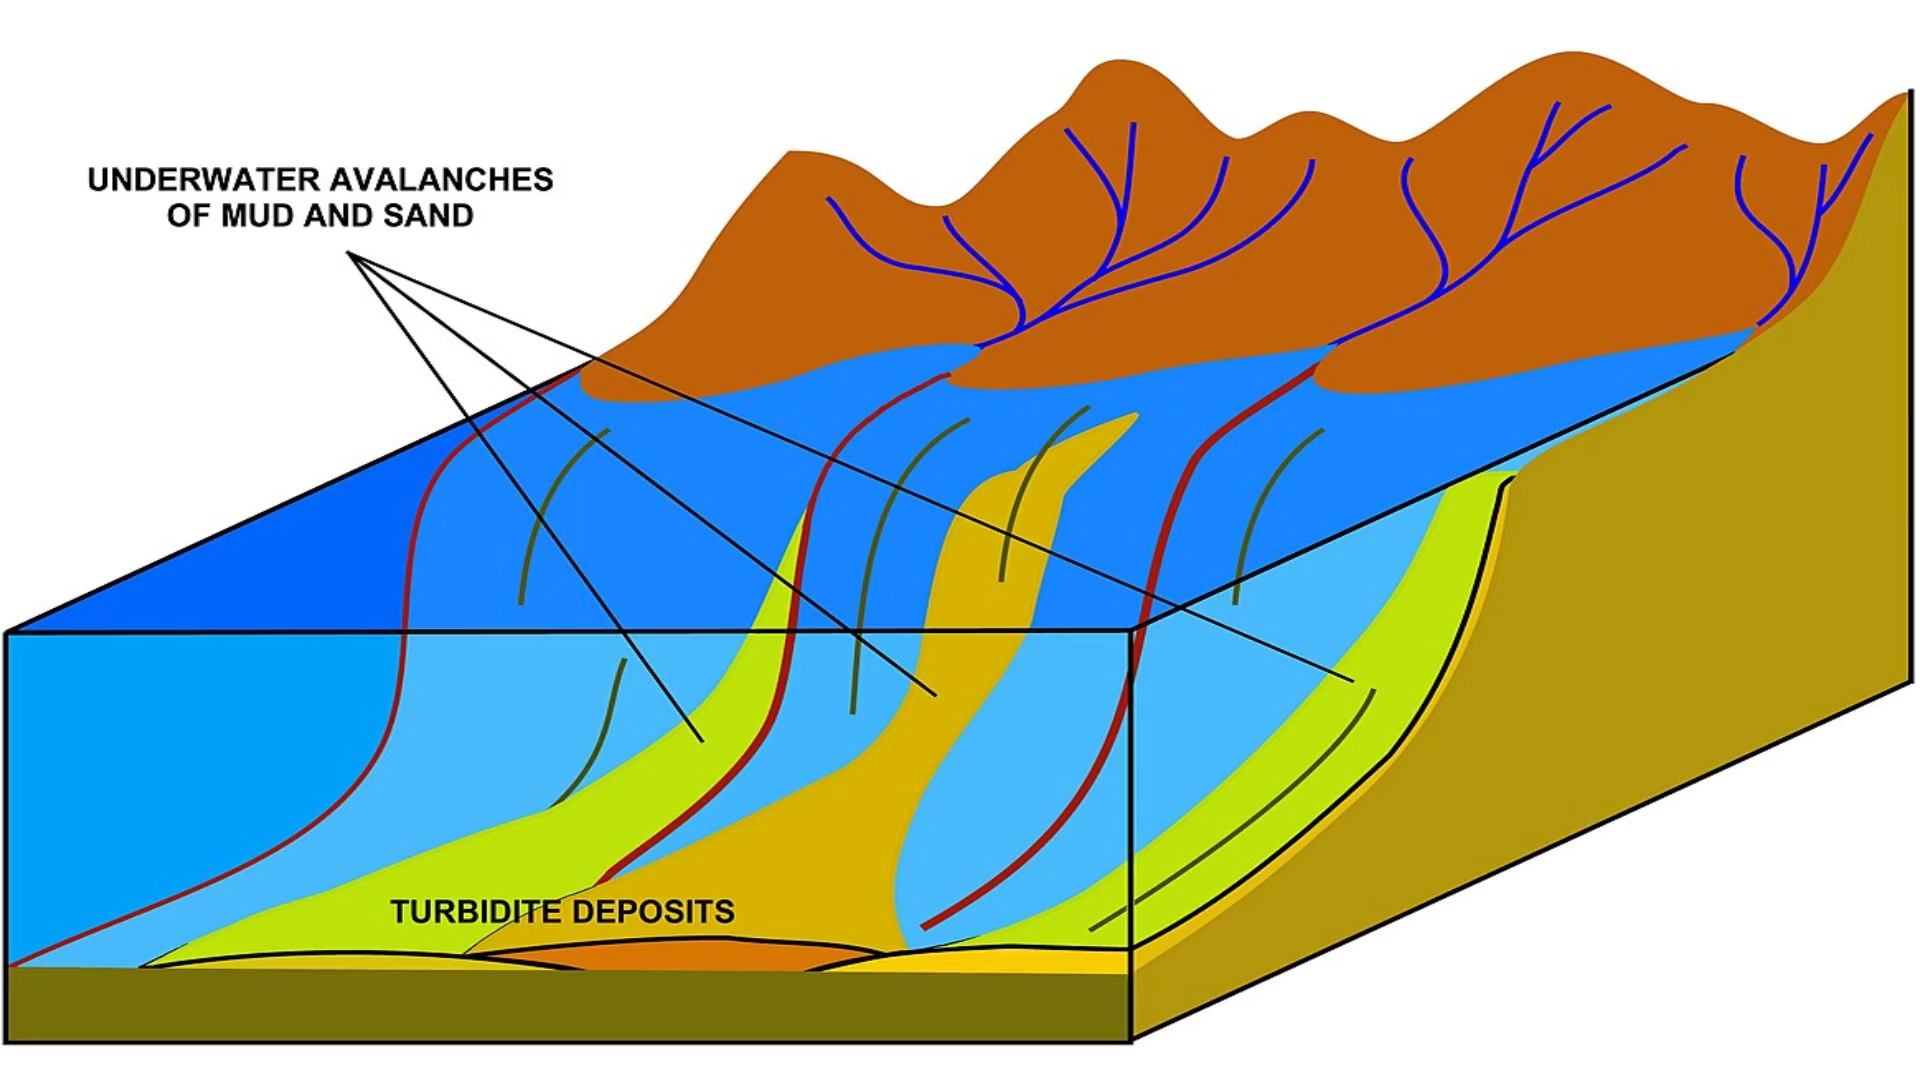 UNDERWATER AVALANCHES
OF MUD AND SAND
TURBIDITE DEPOSITS